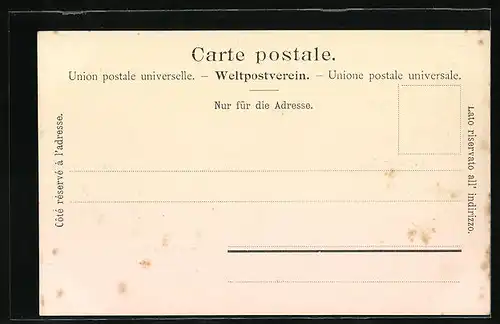 Carte postale.
Union postale universelle. – Weltpostverein. – Unione postale universale.
Nur für die Adresse.
Côté réservé à l'adresse.
Lato riservato all' indirizzo.